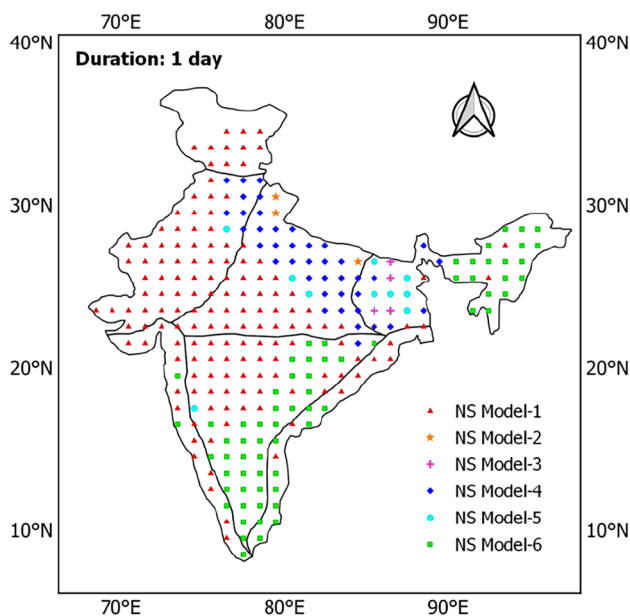 70°E 80°E 90°E
40°N 40°N
Duration: 1 day
30°N 30°N
20°N 20°N
NS Model-1
NS Model-2
NS Model-3
NS Model-4
NS Model-5
NS Model-6
10°N 10°N
70°E 80°E 90°E